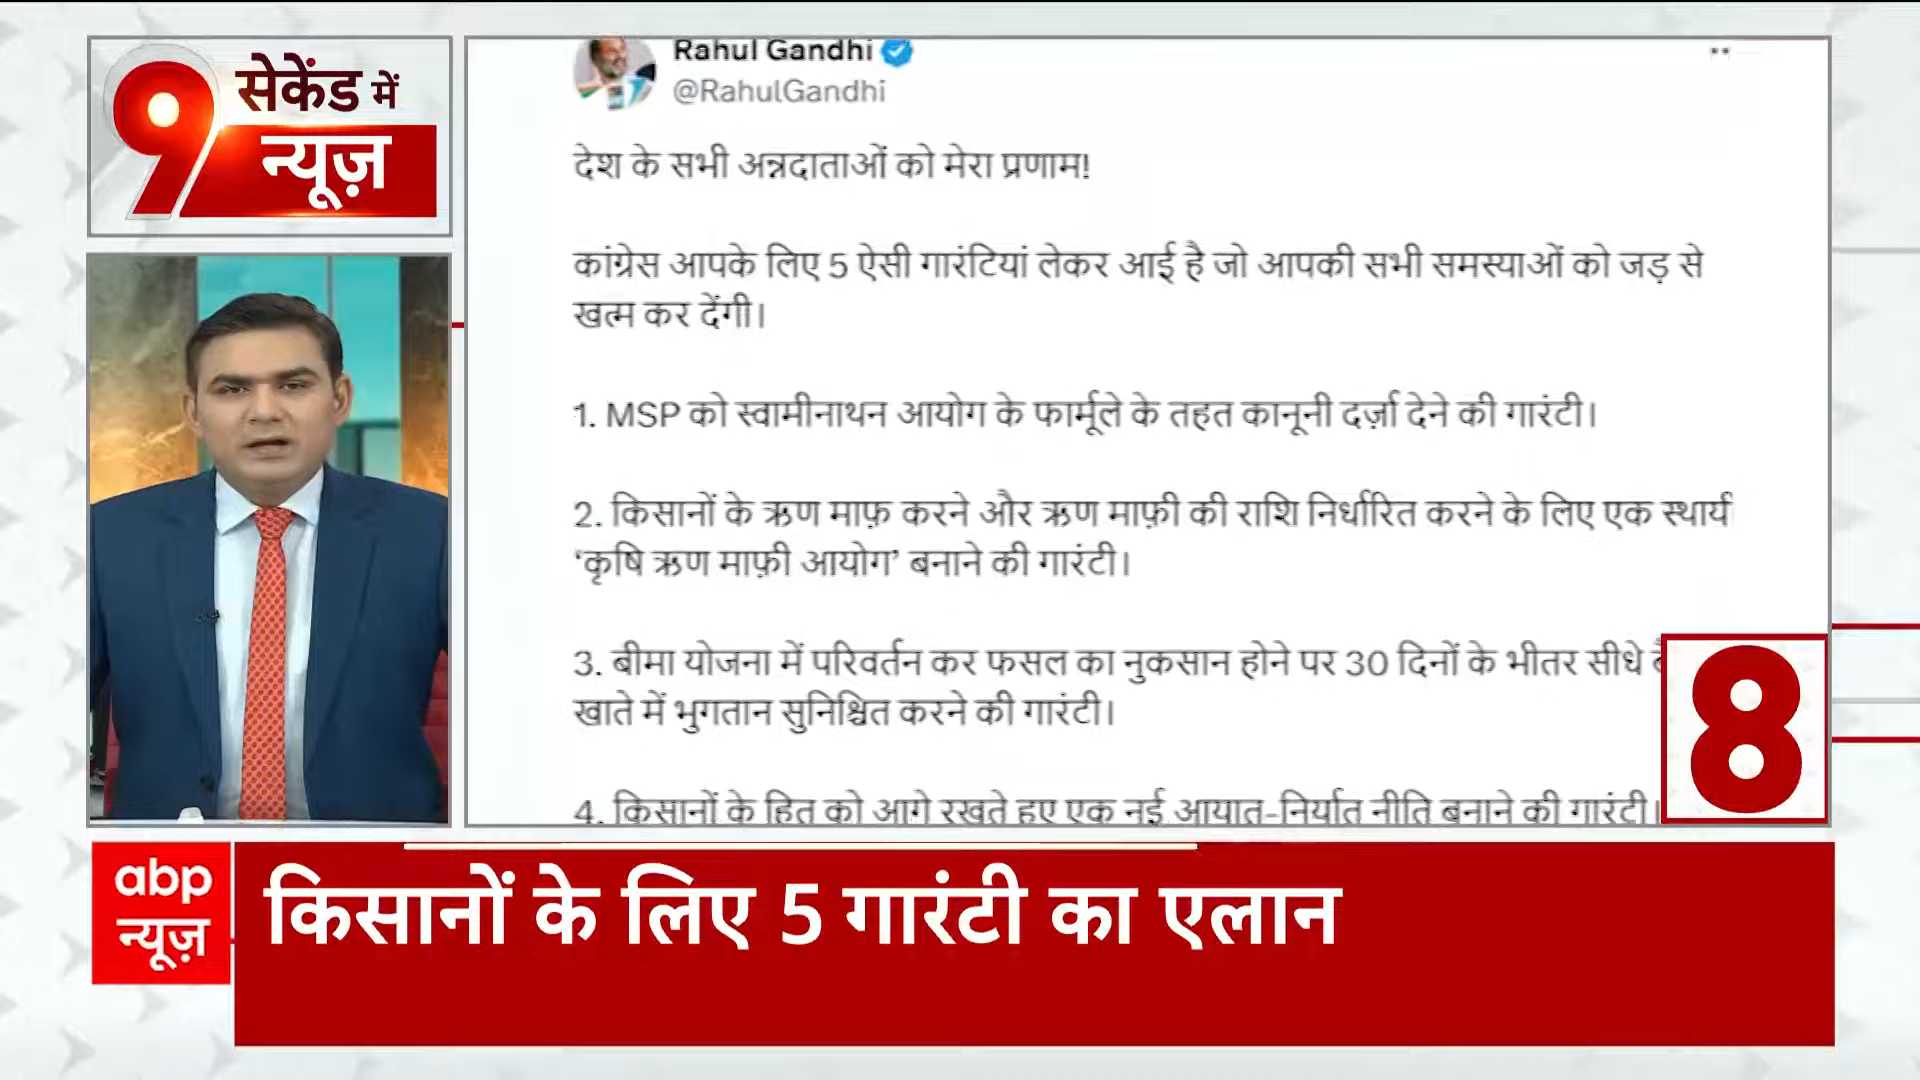 9 सेकेंड में
न्यूज़
Rahul Gandhi
@RahulGandhi
देश के सभी अन्नदाताओं को मेरा प्रणाम!
कांग्रेस आपके लिए 5 ऐसी गारंटियां लेकर आई है जो आपकी सभी समस्याओं को जड़ से
खत्म कर देंगी।
1. MSP को स्वामीनाथन आयोग के फार्मूले के तहत कानूनी दर्ज़ा देने की गारंटी।
2. किसानों के ऋण माफ़ करने और ऋण माफ़ी की राशि निर्धारित करने के लिए एक
‘कृषि ऋण माफ़ी आयोग’ बनाने की गारंटी।
3. बीमा योजना में परिवर्तन कर फसल का नुकसान होने पर 30 दिनों के भीतर सीधे
खाते में भुगतान सुनिश्चित करने की गारंटी।
4. किसानों के हित को आगे रखते हुए एक नई आयात-निर्यात नीति बनाने की गारंटी।
8
abp
न्यूज़
किसानों के लिए 5 गारंटी का एलान